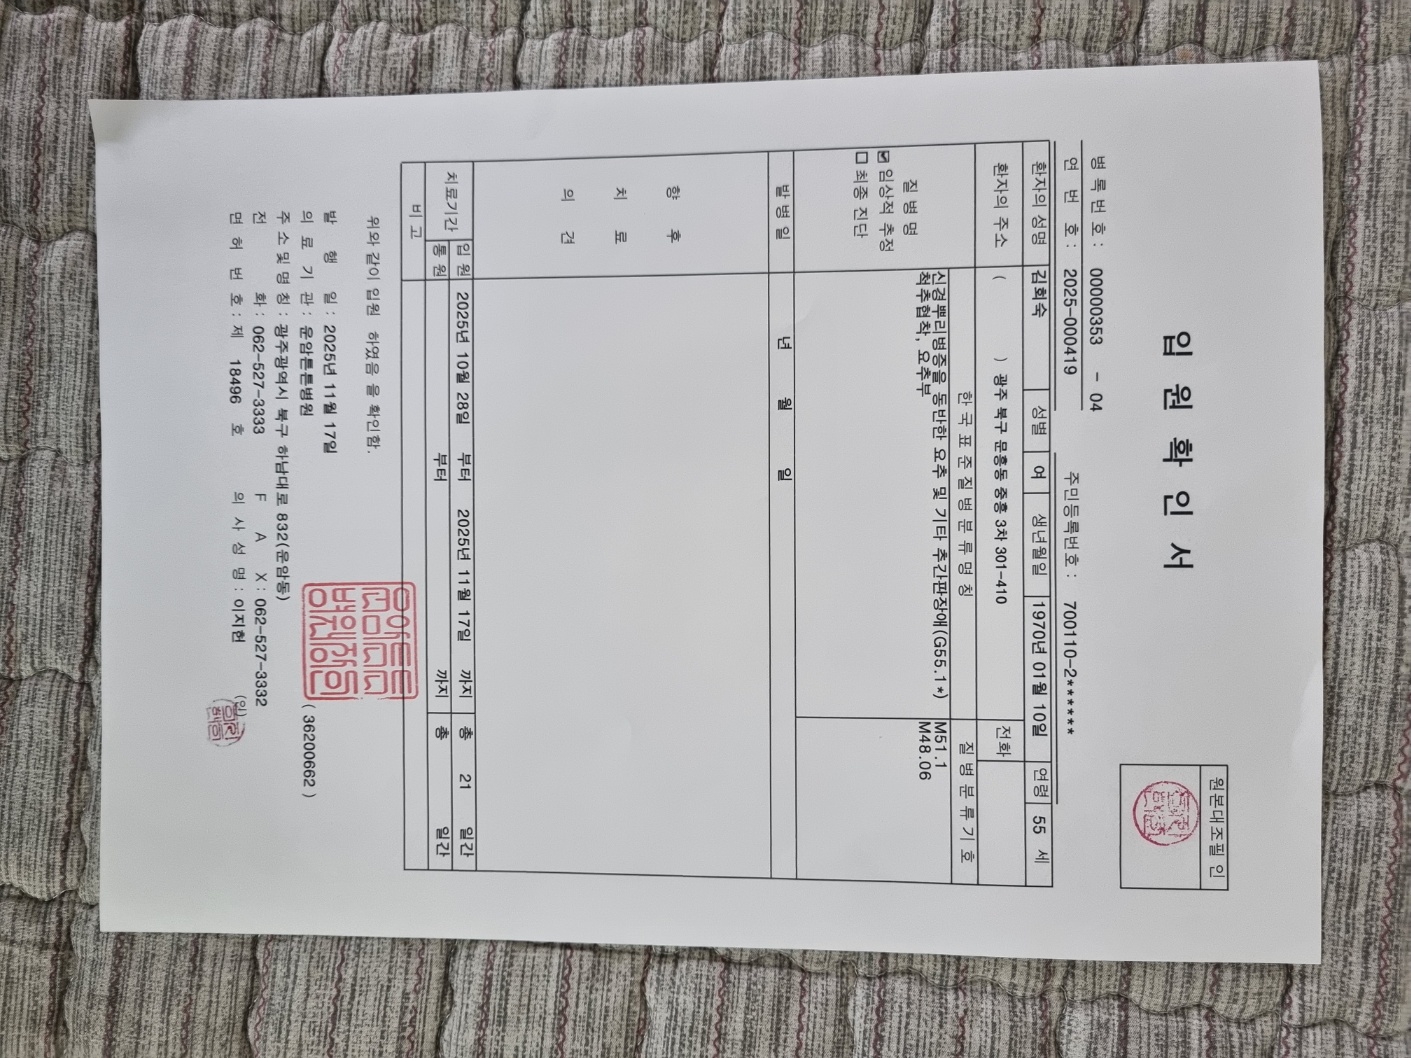 입 원 확 인 서
원본대조필 인
병 록 번 호 : 00000353 - 04
연 번 호 : 2025-000419 주민등록번호 : 700110-2******
환자의 성명 김희숙 성별 여 생년월일 1970년 01월 10일 연령 55 세
환자의 주소 ( ) 광주 북구 문흥동 중흥 3차 301-410 전화
질 병 명
임상적 추정
최종 진단
한 국 표 준 질 병 분 류 명 칭 질 병 분 류 기 호
신경뿌리병증을 동반한 요추 및 기타 추간판장애(G55.1*) M51.1
척추협착, 요추부 M48.06
발 병 일 년 월 일
향 후
치 료
의 견
치료기간 입 원 2025년 10월 28일 부터 2025년 11월 17일 까지 총 21 일간
통 원 부터 까지 총 일간
비 고
위와 같이 입원 하였음 을 확인함.
발 행 일 : 2025년 11월 17일
의 료 기 관 : 운암튼튼병원 ( 36200662 )
주 소 및 명 칭 : 광주광역시 북구 하남대로 832(운암동)
전 화 : 062-527-3333 F A X : 062-527-3332
면 허 번 호 : 제 18496 호 의 사 성 명 : 이지헌 (인)